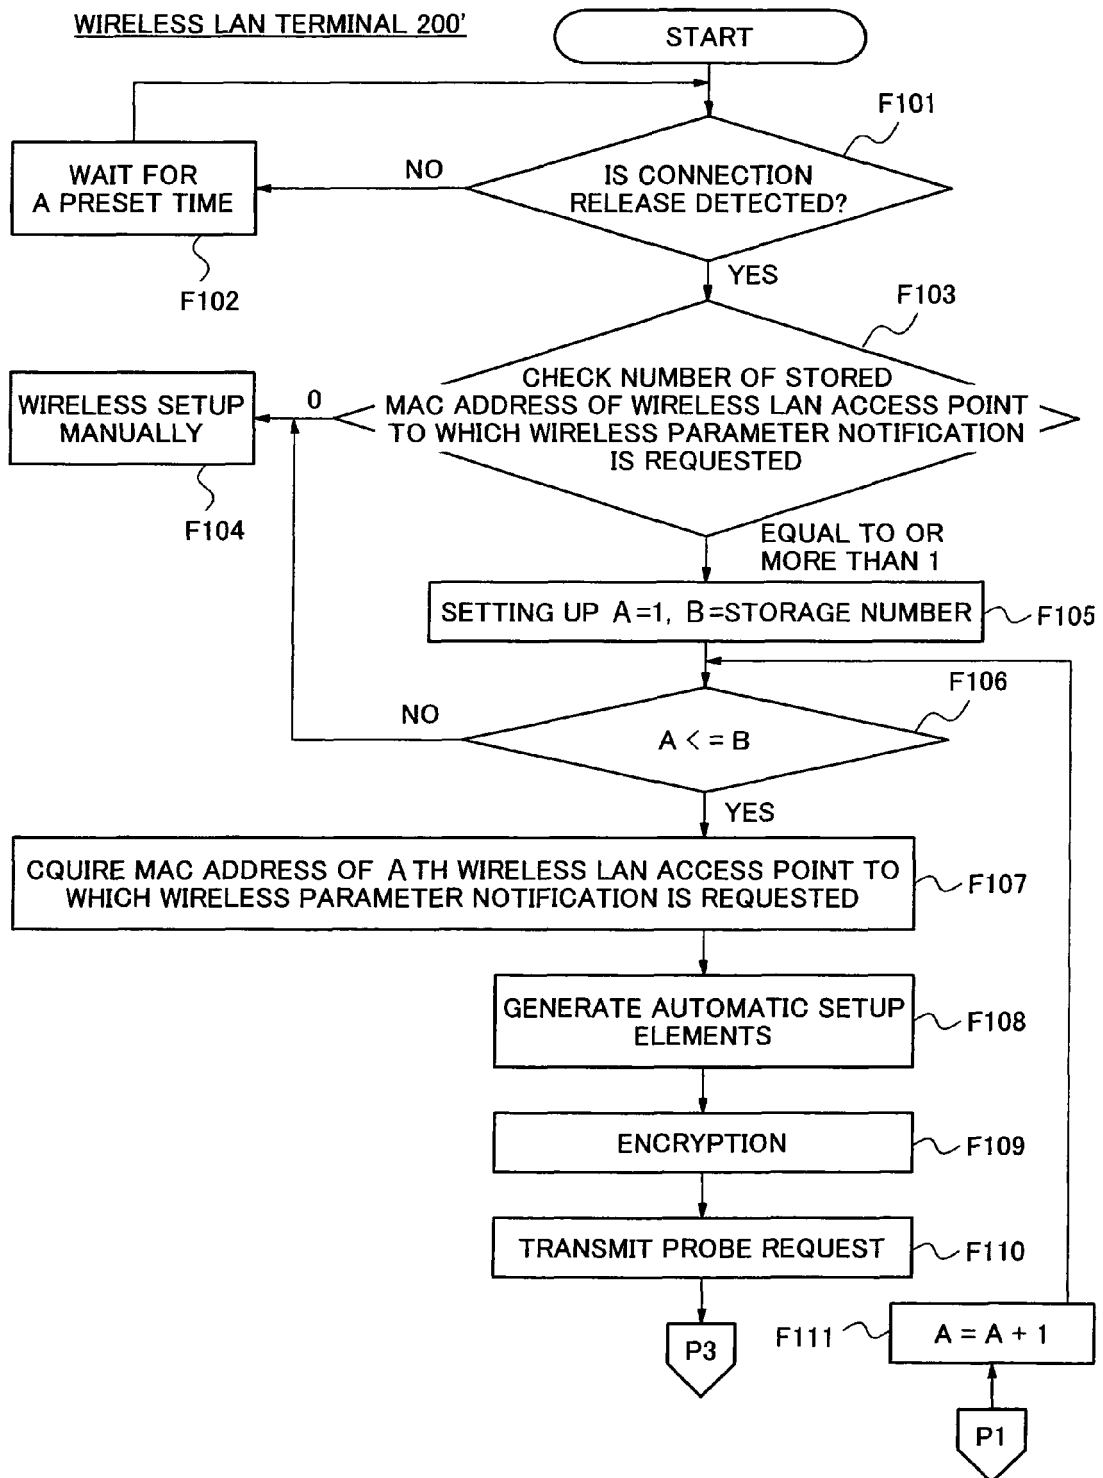 WIRELESS LAN TERMINAL 200'
START
F101
IS CONNECTION
RELEASE DETECTED?
NO
WAIT FOR
A PRESET TIME
F102
YES
F103
CHECK NUMBER OF STORED
MAC ADDRESS OF WIRELESS LAN ACCESS POINT
TO WHICH WIRELESS PARAMETER NOTIFICATION
IS REQUESTED
0
WIRELESS SETUP
MANUALLY
F104
EQUAL TO OR
MORE THAN 1
SETTING UP A=1, B=STORAGE NUMBER
F105
F106
NO
A < = B
YES
CQUIRE MAC ADDRESS OF A TH WIRELESS LAN ACCESS POINT TO
WHICH WIRELESS PARAMETER NOTIFICATION IS REQUESTED
F107
GENERATE AUTOMATIC SETUP
ELEMENTS
F108
ENCRYPTION
F109
TRANSMIT PROBE REQUEST
F110
F111
A = A + 1
P3
P1